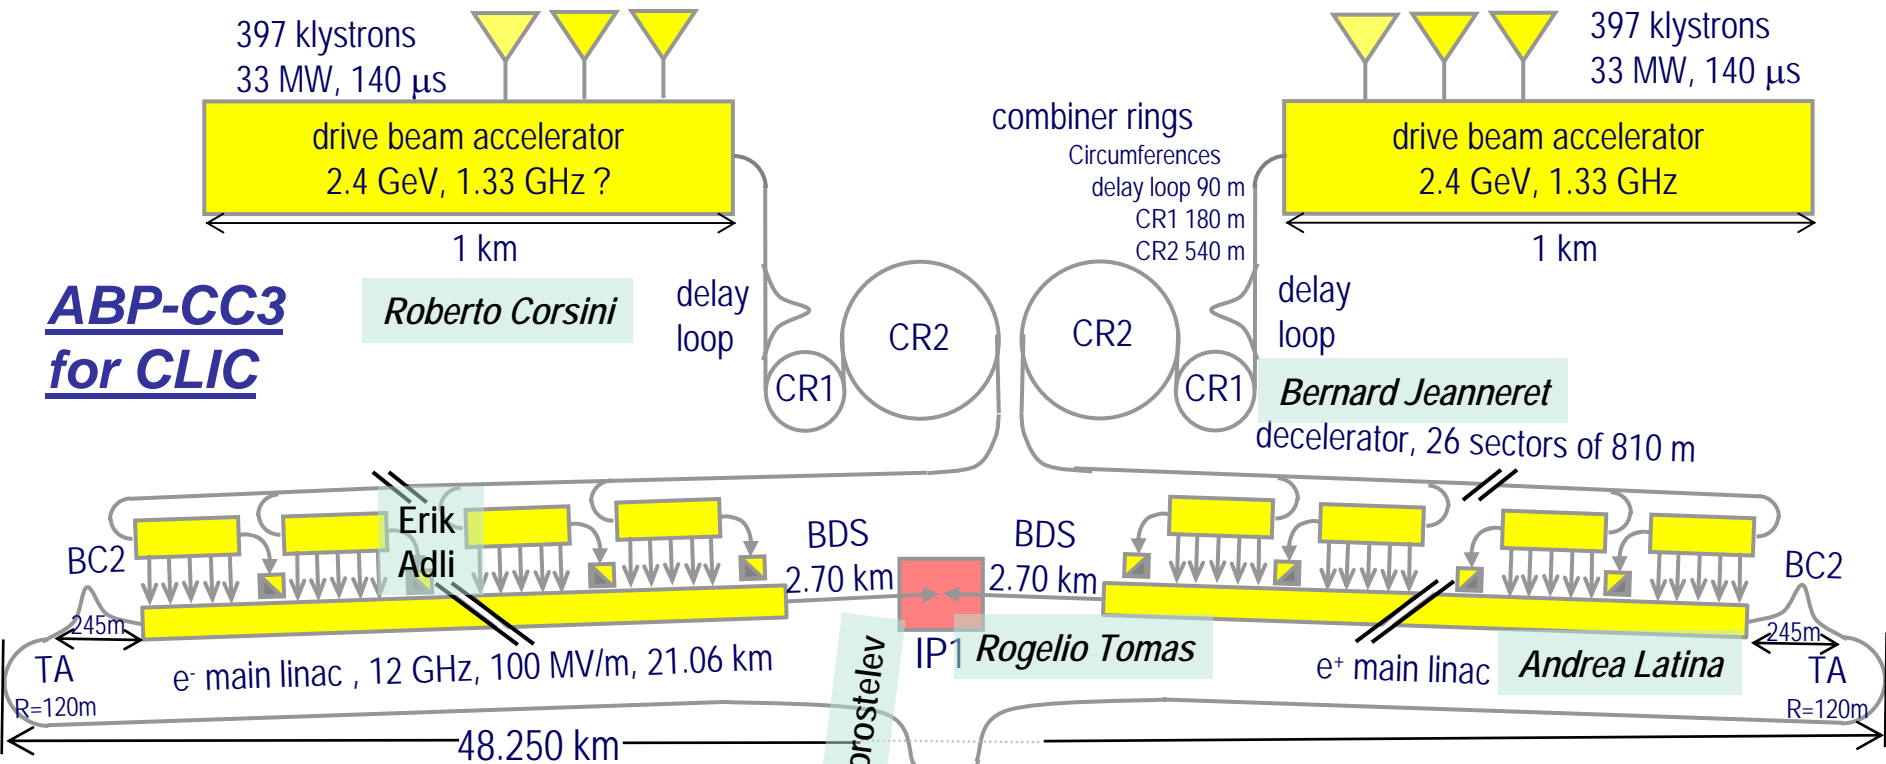 397 klystrons
33 MW, 140 μs
drive beam accelerator
2.4 GeV, 1.33 GHz ?
1 km
397 klystrons
33 MW, 140 μs
drive beam accelerator
2.4 GeV, 1.33 GHz
1 km
combiner rings
Circumferences
delay loop 90 m
CR1 180 m
CR2 540 m
ABP-CC3
for CLIC
Roberto Corsini
delay
loop
CR1
CR2
CR2
CR1
delay
loop
Bernard Jeanneret
decelerator, 26 sectors of 810 m
Erik
Adli
BC2
245m
TA
R=120m
BDS
2.70 km
BDS
2.70 km
IP1
Rogelio Tomas
e- main linac , 12 GHz, 100 MV/m, 21.06 km
e+ main linac
Andrea Latina
BC2
245m
TA
R=120m
48.250 km